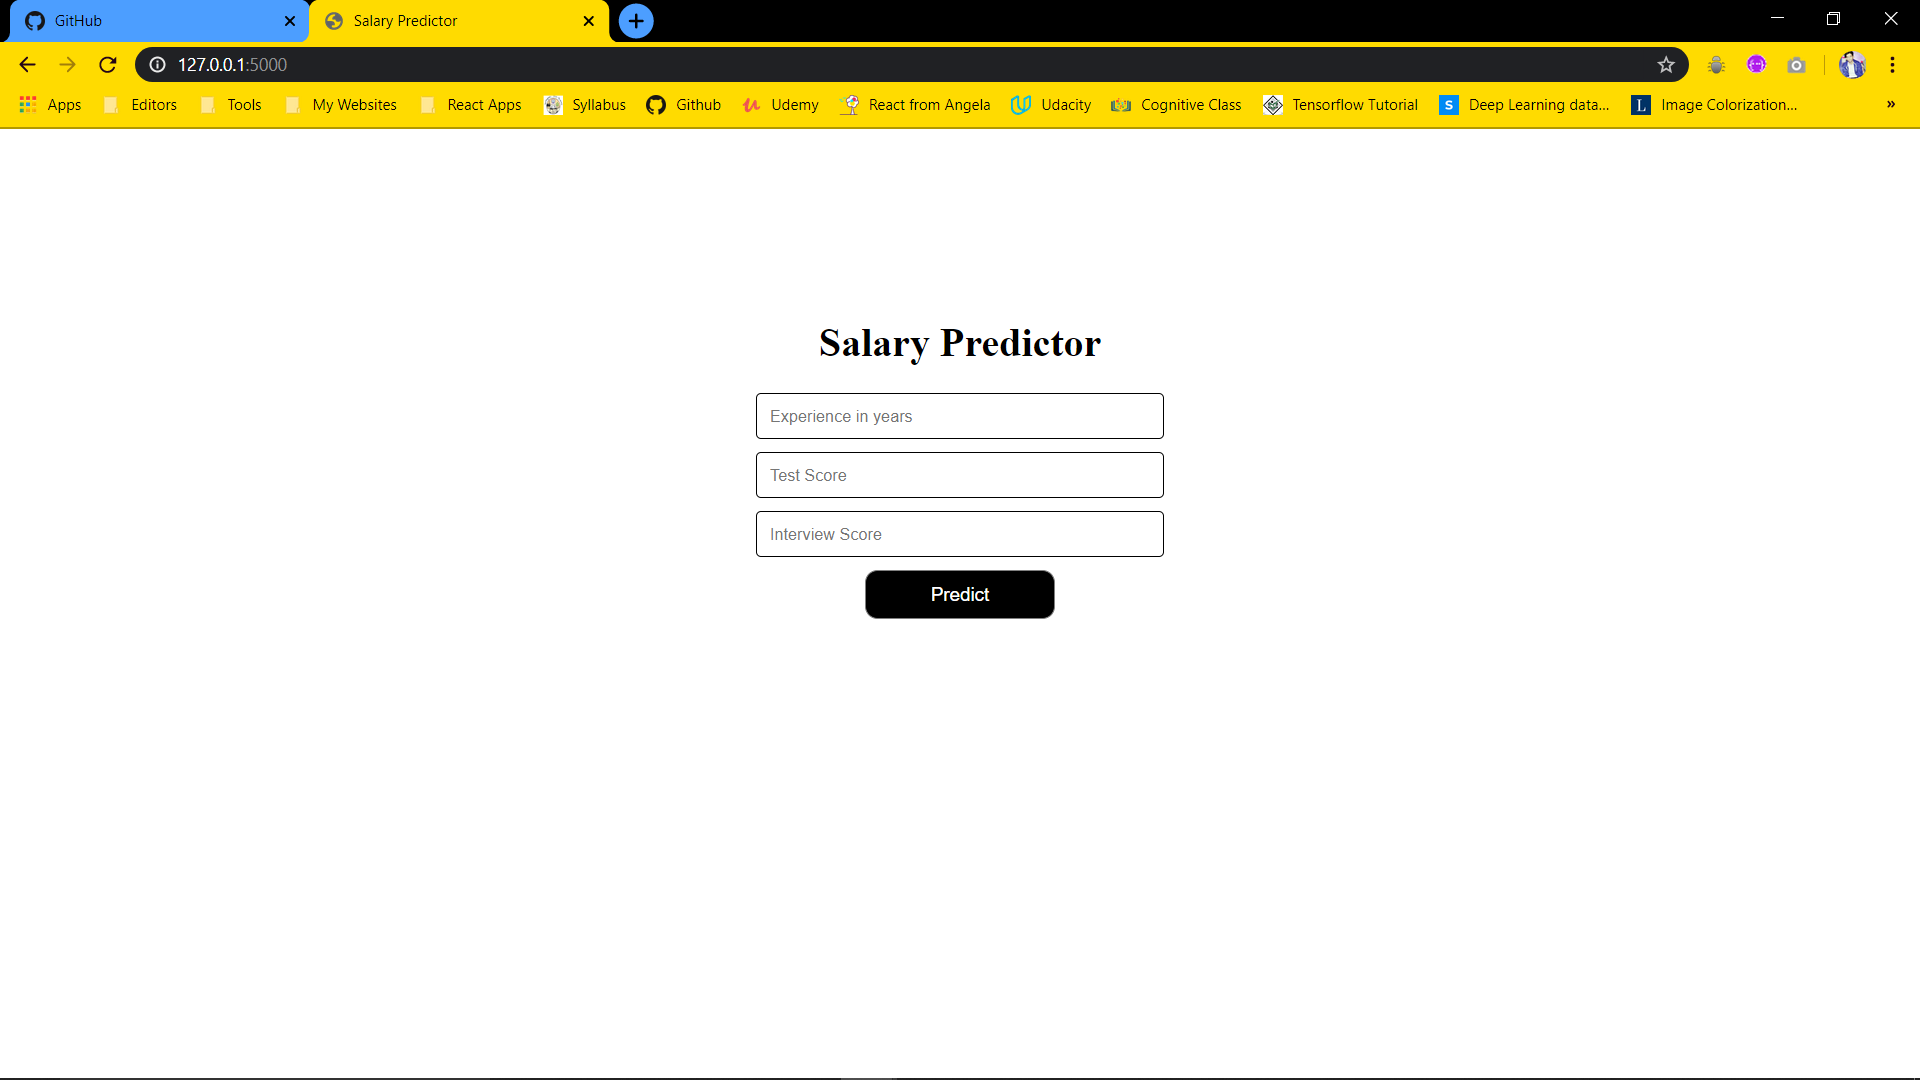 GitHub
Salary Predictor
127.0.0.1:5000
Apps Editors Tools My Websites React Apps Syllabus Github Udemy React from Angela Udacity Cognitive Class Tensorflow Tutorial S Deep Learning data... L Image Colorization... »
Salary Predictor
Experience in years
Test Score
Interview Score
Predict